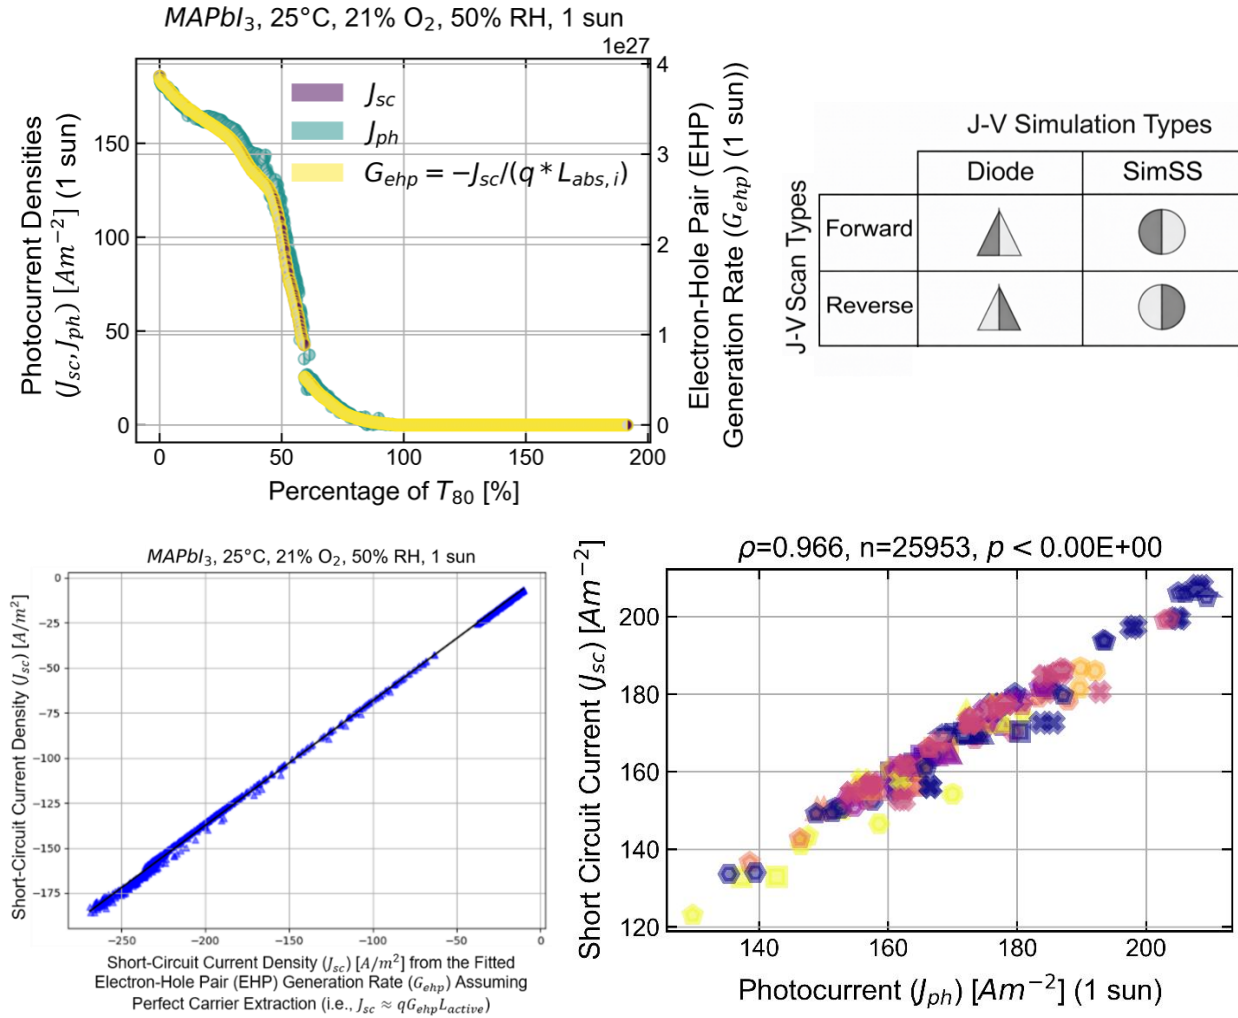 MAPbI3, 25°C, 21% O2, 50% RH, 1 sun
1e27
Photocurrent Densities
(Jsc, Jph) [Am−2] (1 sun)
150
100
50
0
Jsc
Jph
Gehp = −Jsc/(q * Labs,i)
4
3
2
1
0
Electron-Hole Pair (EHP)
Generation Rate (Gehp) (1 sun))
0 50 100 150 200
Percentage of T80 [%]
J-V Simulation Types
Diode SimSS
J-V Scan Types
Forward
Reverse
MAPbI3, 25°C, 21% O2, 50% RH, 1 sun
Short-Circuit Current Density (Jsc) [A/m2]
0
−25
−50
−75
−100
−125
−150
−175
−250 −200 −150 −100 −50 0
Short-Circuit Current Density (Jsc) [A/m2] from the Fitted
Electron-Hole Pair (EHP) Generation Rate (Gehp) Assuming
Perfect Carrier Extraction (i.e., Jsc ≈ qGehpLactive)
ρ=0.966, n=25953, p < 0.00E+00
Short Circuit Current (Jsc) [Am−2]
200
180
160
140
120
140 160 180 200
Photocurrent (Jph) [Am−2] (1 sun)